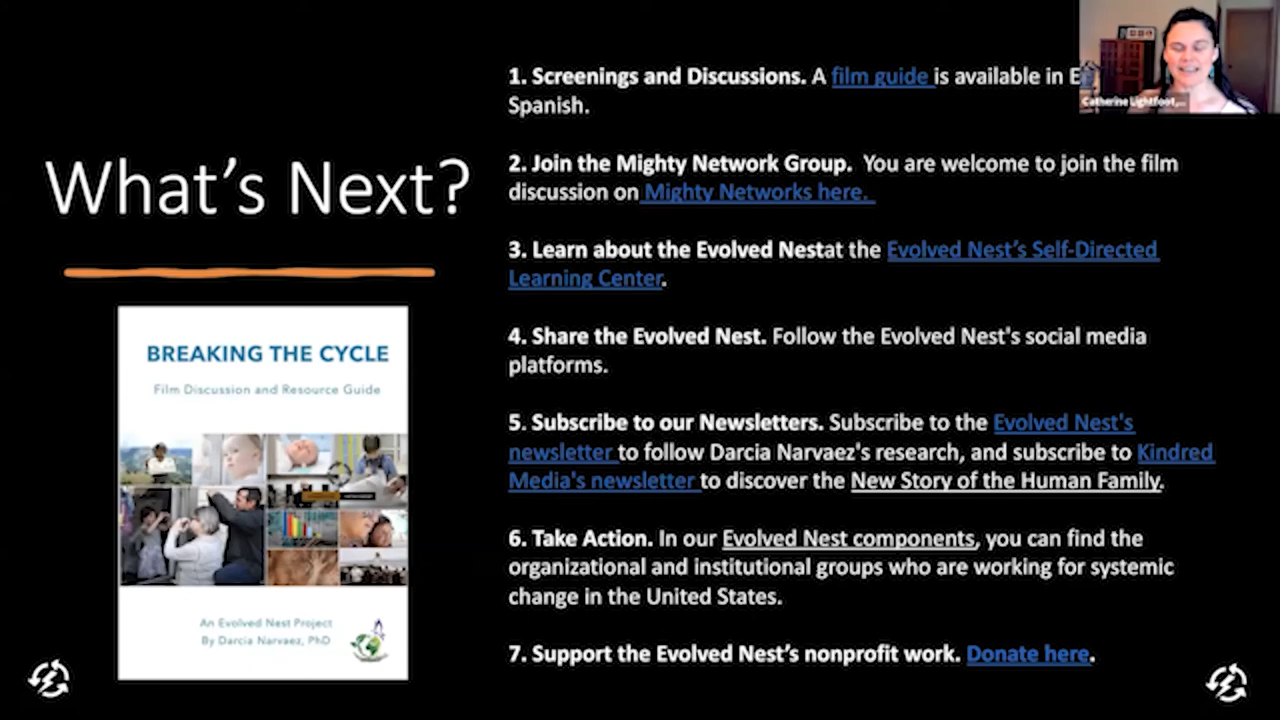 What's Next?
BREAKING THE CYCLE
Film Discussion and Resource Guide
An Evolved Nest Project
By Darcia Narvaez, PhD
1. Screenings and Discussions. A film guide is available in
Spanish.
2. Join the Mighty Network Group. You are welcome to join the film
discussion on Mighty Networks here.
3. Learn about the Evolved Nestat the Evolved Nest's Self-Directed
Learning Center.
4. Share the Evolved Nest. Follow the Evolved Nest's social media
platforms.
5. Subscribe to our Newsletters. Subscribe to the Evolved Nest's
newsletter to follow Darcia Narvaez's research, and subscribe to Kindred
Media's newsletter to discover the New Story of the Human Family.
6. Take Action. In our Evolved Nest components, you can find the
organizational and institutional groups who are working for systemic
change in the United States.
7. Support the Evolved Nest's nonprofit work. Donate here.
Catherine Lightfoot,...